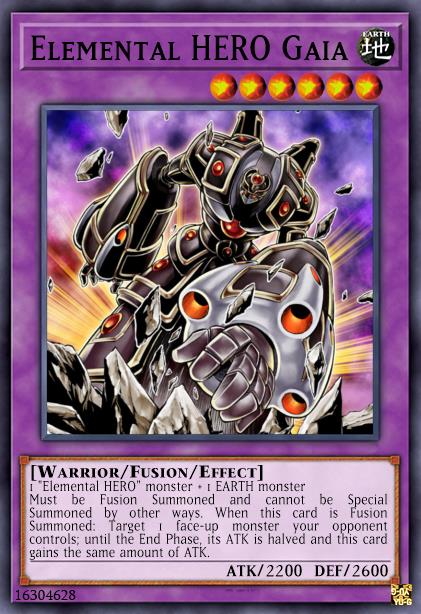 Elemental HERO Gaia
EARTH
地
[Warrior/Fusion/Effect]
1 "Elemental HERO" monster + 1 EARTH monster
Must be Fusion Summoned and cannot be Special
Summoned by other ways. When this card is Fusion
Summoned: Target 1 face-up monster your opponent
controls; until the End Phase, its ATK is halved and this card
gains the same amount of ATK.
ATK/2200 DEF/2600
16304628